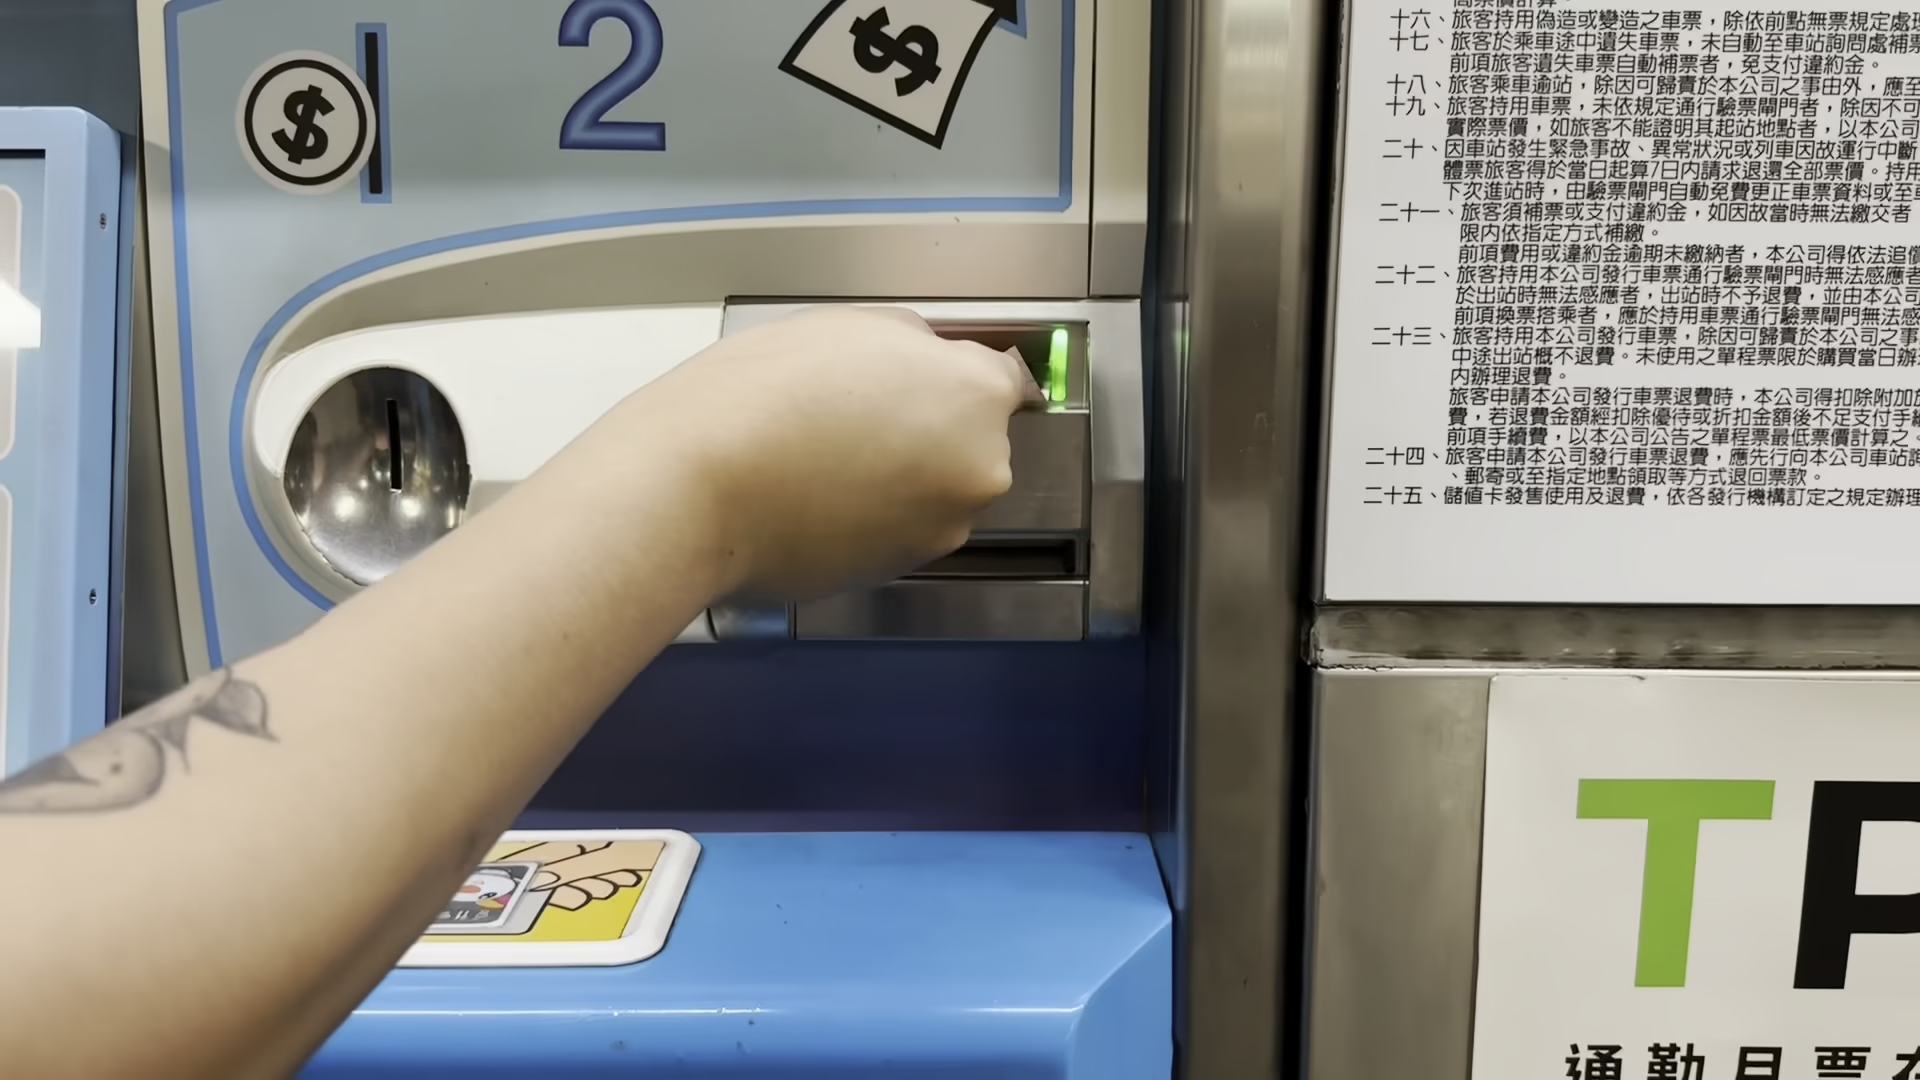 $
2
$
十六、旅客持用偽造或變造之車票，除依前點無票規定處理
十七、旅客於乘車途中遺失車票，未自動至車站詢問處補票
前項旅客遺失車票自動補票者，免支付違約金。
十八、旅客乘車逾站，除因可歸責於本公司之事由外，應至
十九、旅客持用車票，未依規定通行驗票閘門者，除因不可
實際票價，如旅客不能證明其起站地點者，以本公司
二十、因車站發生緊急事故、異常狀況或列車因故運行中斷
體票旅客得於當日起算7日內請求退還全部票價。持用
下次進站時，由驗票閘門自動免費更正車票資料或至車
二十一、旅客須補票或支付違約金，如因故當時無法繳交者
限內依指定方式補繳。
前項費用或違約金逾期未繳納者，本公司得依法追償
二十二、旅客持用本公司發行車票通行驗票閘門時無法感應者
於出站時無法感應者，出站時不予退費，並由本公司
前項換票搭乘者，應於持用車票通行驗票閘門無法感
二十三、旅客持用本公司發行車票，除因可歸責於本公司之事
中途出站概不退費。未使用之單程票限於購買當日辦
內辦理退費。
旅客申請本公司發行車票退費時，本公司得扣除附加
費，若退費金額經扣除優待或折扣金額後不足支付手續
前項手續費，以本公司公告之單程票最低票價計算之。
二十四、旅客申請本公司發行車票退費，應先行向本公司車站詢
、郵寄或至指定地點領取等方式退回票款。
二十五、儲值卡發售使用及退費，依各發行機構訂定之規定辦理
TP
通勤月票在